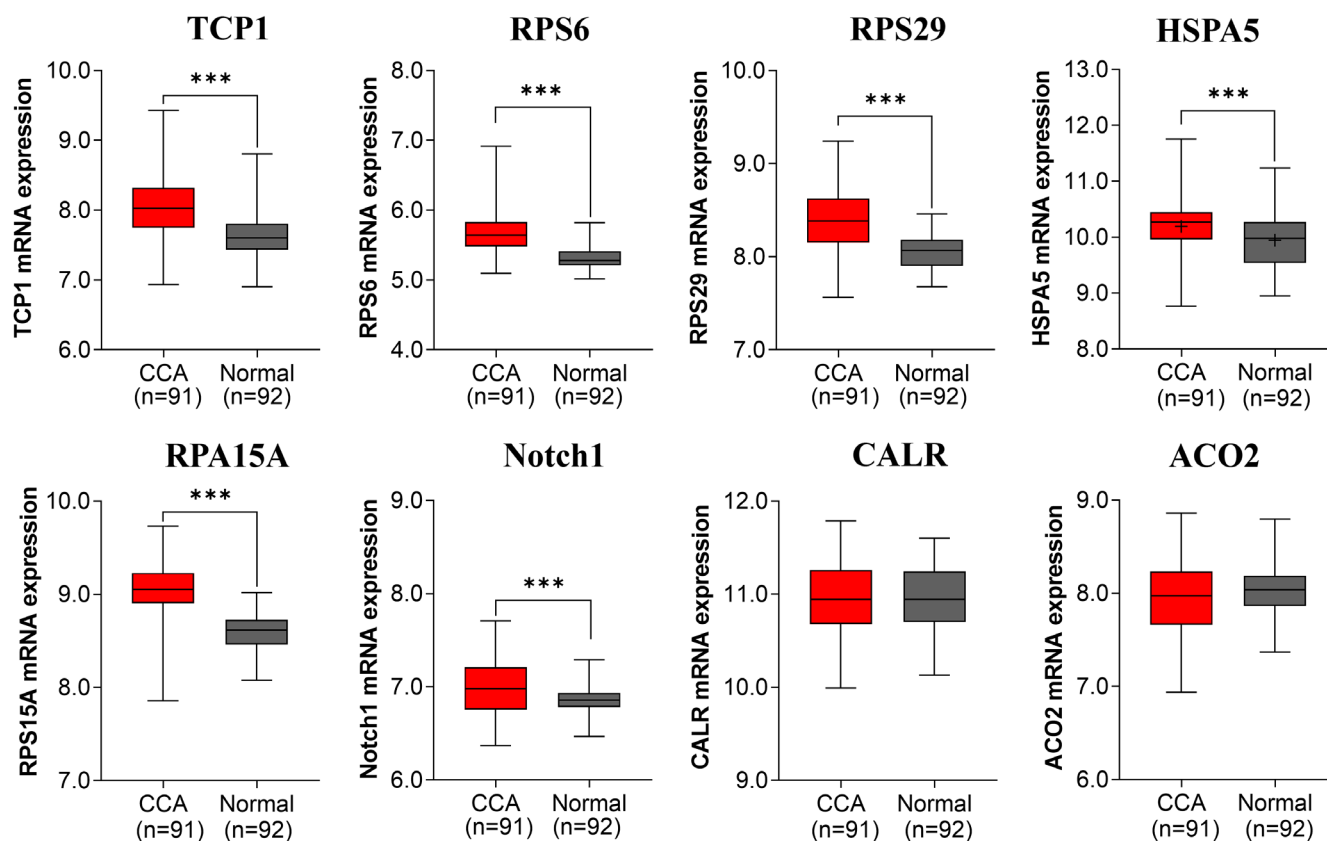 TCP1
TCP1 mRNA expression
10.0
9.0
8.0
7.0
6.0
***
CCA
(n=91)
Normal
(n=92)
RPS6
RPS6 mRNA expression
8.0
7.0
6.0
5.0
4.0
***
CCA
(n=91)
Normal
(n=92)
RPS29
RPS29 mRNA expression
10.0
9.0
8.0
7.0
***
CCA
(n=91)
Normal
(n=92)
HSPA5
HSPA5 mRNA expression
13.0
12.0
11.0
10.0
9.0
8.0
***
CCA
(n=91)
Normal
(n=92)
RPA15A
RPS15A mRNA expression
10.0
9.0
8.0
7.0
***
CCA
(n=91)
Normal
(n=92)
Notch1
Notch1 mRNA expression
9.0
8.0
7.0
6.0
***
CCA
(n=91)
Normal
(n=92)
CALR
CALR mRNA expression
12.0
11.0
10.0
9.0
CCA
(n=91)
Normal
(n=92)
ACO2
ACO2 mRNA expression
9.0
8.0
7.0
6.0
CCA
(n=91)
Normal
(n=92)